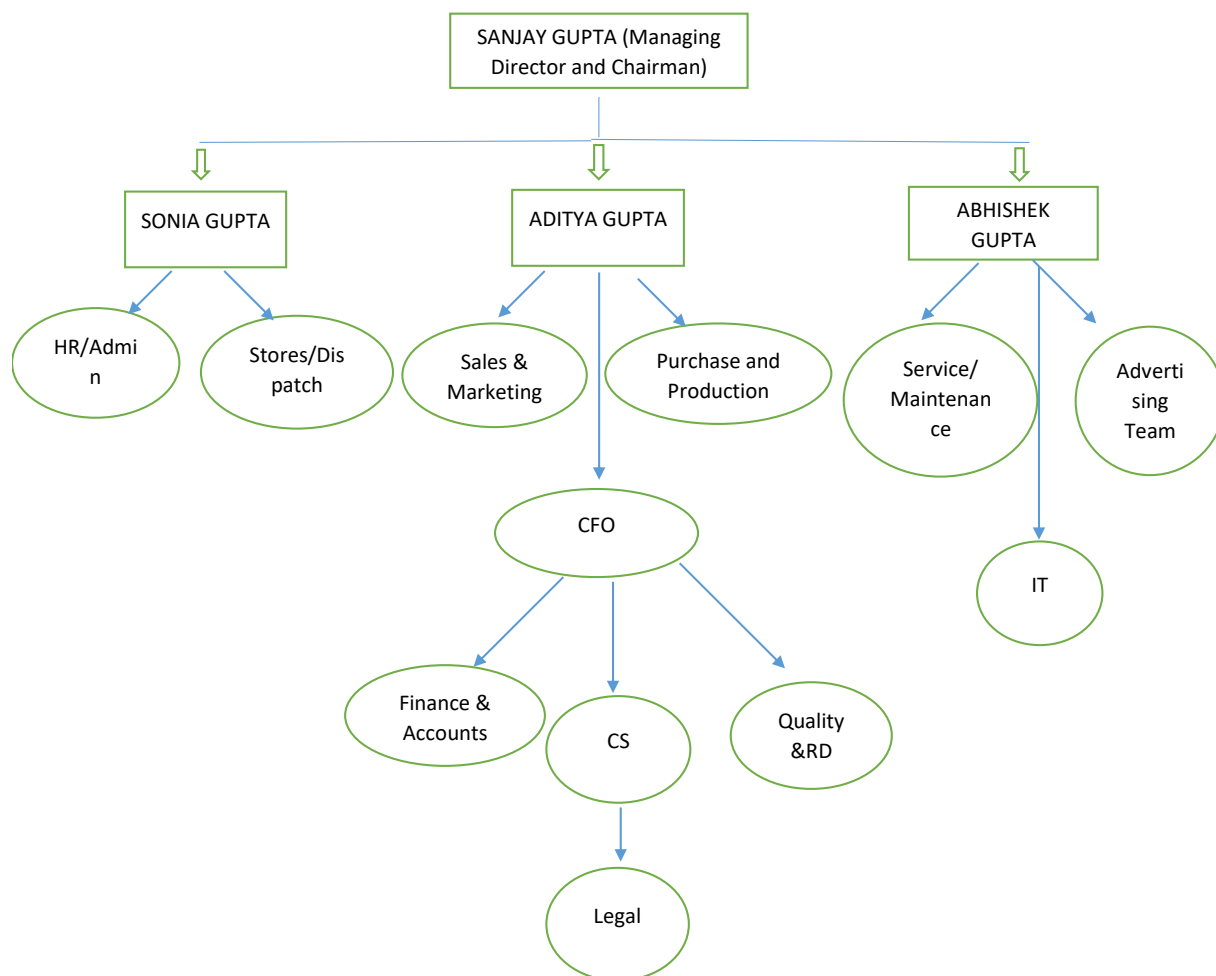 SANJAY GUPTA (Managing
Director and Chairman)
SONIA GUPTA
ADITYA GUPTA
ABHISHEK
GUPTA
HR/Admi
n
Stores/Dis
patch
Sales &
Marketing
Purchase and
Production
Service/
Maintenan
ce
Adverti
sing
Team
CFO
IT
Finance &
Accounts
CS
Quality
&RD
Legal